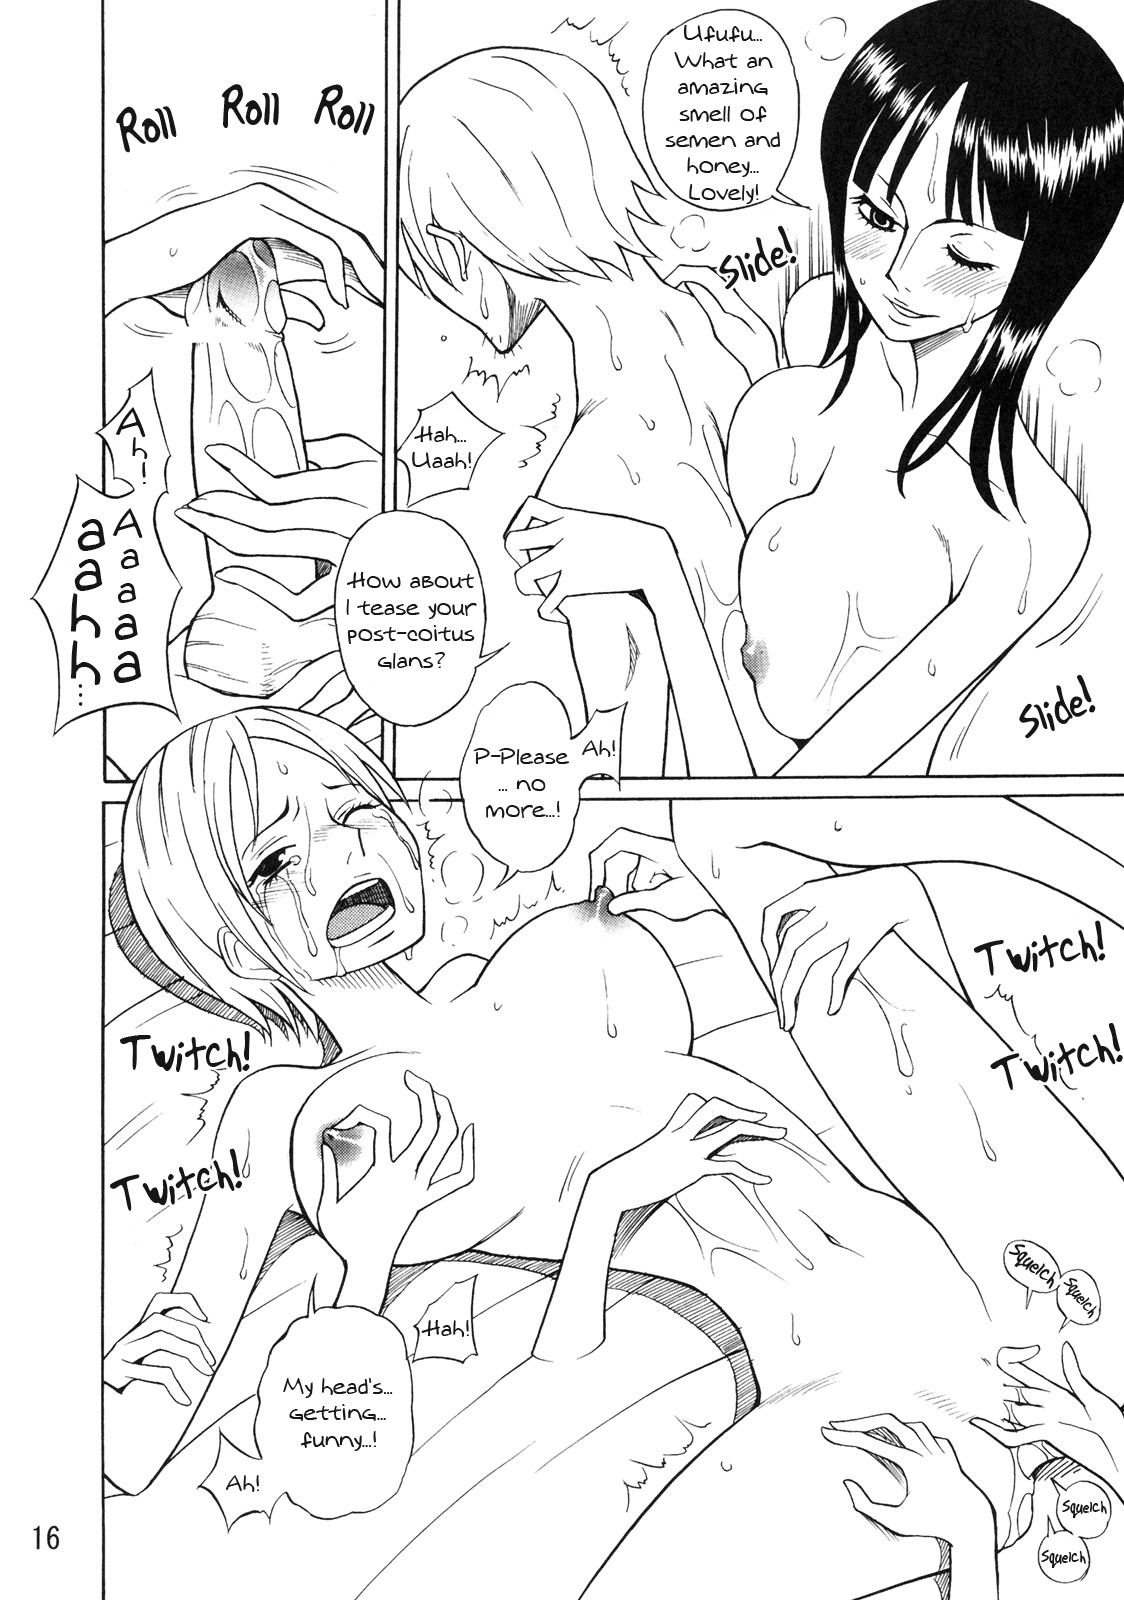 Ufufu...
What an
amazing
smell of
semen and
honey...
Lovely!
Slide!
Hah...
Uaah!
Slide!
How about
I tease your
post-coitus
glans?
Roll
Roll
Roll
Ah!
Aaaaa
aahh...
Ah!
P-Please
... no
more...!
Twitch!
Twitch!
Twitch!
Twitch!
Hah!
My head's...
getting...
funny...!
Ah!
Squelch
Squelch
Squelch
Squelch
16